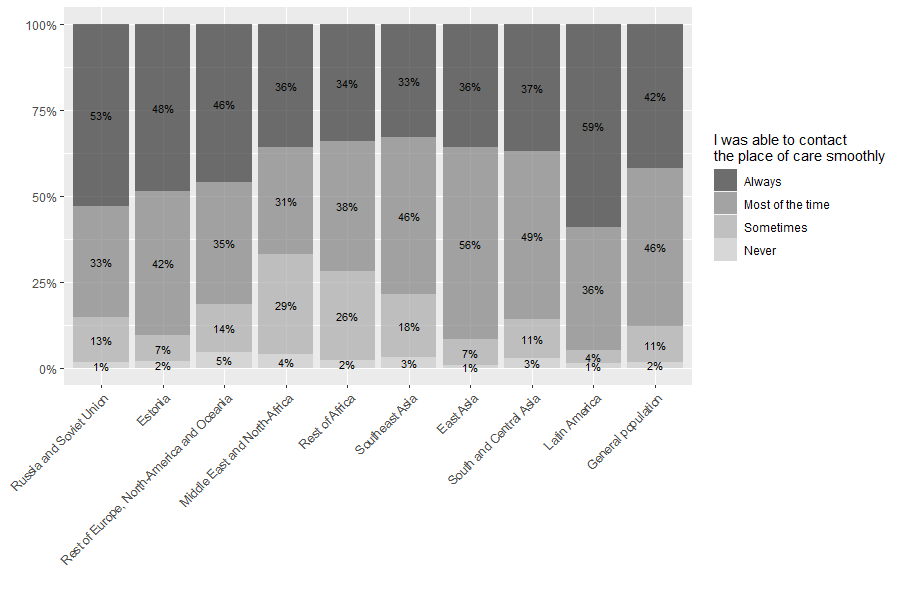 100%
75%
50%
25%
0%
53%
33%
13%
1%
48%
42%
7%
2%
46%
35%
14%
5%
36%
31%
29%
4%
34%
38%
26%
2%
33%
46%
18%
3%
36%
56%
7%
1%
37%
49%
11%
3%
59%
36%
4%
1%
42%
46%
11%
2%
Russia and Soviet Union
Estonia
Rest of Europe, North-America and Oceania
Middle East and North-Africa
Rest of Africa
Southeast Asia
East Asia
South and Central Asia
Latin America
General population
I was able to contact
the place of care smoothly
Always
Most of the time
Sometimes
Never